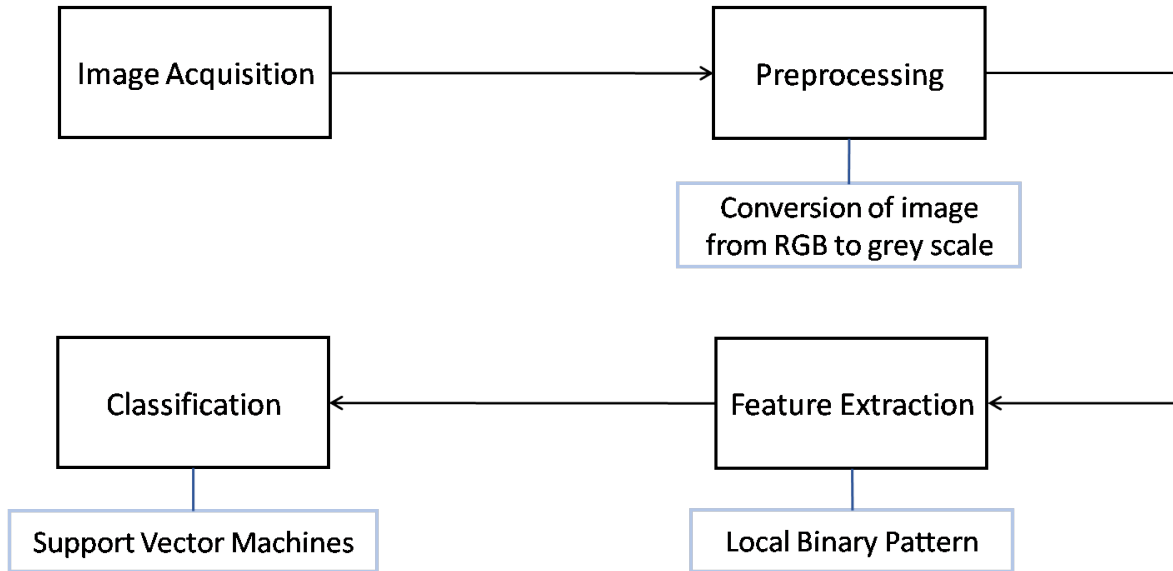 Image Acquisition
Preprocessing
Conversion of image
from RGB to grey scale
Classification
Feature Extraction
Support Vector Machines
Local Binary Pattern